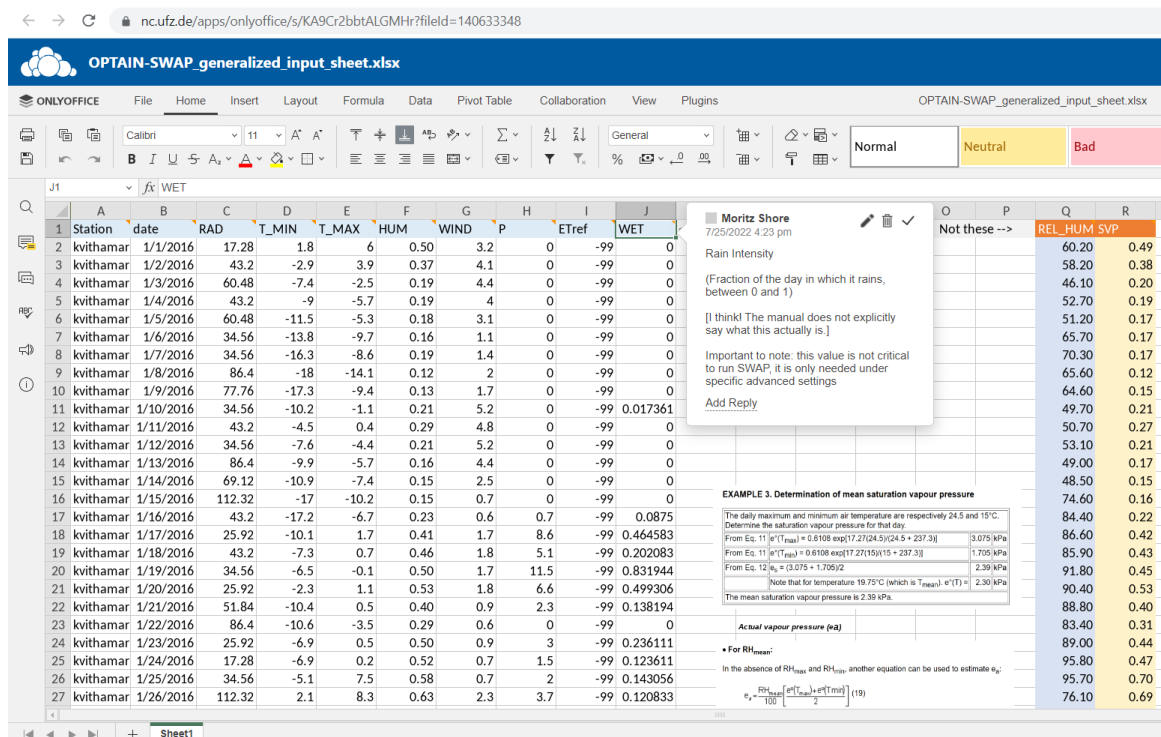 nc.ufz.de/apps/onlyoffice/s/KA9Cr2bbtALGMHr?fileId=140633348
OPTAIN-SWAP_generalized_input_sheet.xlsx
ONLYOFFICE File Home Insert Layout Formula Data Pivot Table Collaboration View Plugins OPTAIN-SWAP_generalized_input_sheet.xlsx
Calibri 11 General
Normal Neutral Bad
J1 fx WET
A B C D E F G H I J O P Q R
1 Station date RAD T_MIN T_MAX HUM WIND P ETref WET Not these --> REL_HUM SVP
2 kvithamar 1/1/2016 17.28 1.8 6 0.50 3.2 0 -99 0 60.20 0.49
3 kvithamar 1/2/2016 43.2 -2.9 3.9 0.37 4.1 0 -99 0 58.20 0.38
4 kvithamar 1/3/2016 60.48 -7.4 -2.5 0.19 4.4 0 -99 0 46.10 0.20
5 kvithamar 1/4/2016 43.2 -9 -5.7 0.19 4 0 -99 0 52.70 0.19
6 kvithamar 1/5/2016 60.48 -11.5 -5.3 0.18 3.1 0 -99 0 51.20 0.17
7 kvithamar 1/6/2016 34.56 -13.8 -9.7 0.16 1.1 0 -99 0 65.70 0.17
8 kvithamar 1/7/2016 34.56 -16.3 -8.6 0.19 1.4 0 -99 0 70.30 0.17
9 kvithamar 1/8/2016 86.4 -18 -14.1 0.12 2 0 -99 0 65.60 0.12
10 kvithamar 1/9/2016 77.76 -17.3 -9.4 0.13 1.7 0 -99 0 64.60 0.15
11 kvithamar 1/10/2016 34.56 -10.2 -1.1 0.21 5.2 0 -99 0.017361 49.70 0.21
12 kvithamar 1/11/2016 43.2 -4.5 0.4 0.29 4.8 0 -99 0 50.70 0.27
13 kvithamar 1/12/2016 34.56 -7.6 -4.4 0.21 5.2 0 -99 0 53.10 0.21
14 kvithamar 1/13/2016 86.4 -9.9 -5.7 0.16 4.4 0 -99 0 49.00 0.17
15 kvithamar 1/14/2016 69.12 -10.9 -7.4 0.15 2.5 0 -99 0 48.50 0.15
16 kvithamar 1/15/2016 112.32 -17 -10.2 0.15 0.7 0 -99 0 74.60 0.16
17 kvithamar 1/16/2016 43.2 -17.2 -6.7 0.23 0.6 0.7 -99 0.0875 84.40 0.22
18 kvithamar 1/17/2016 25.92 -10.1 1.7 0.41 1.7 8.6 -99 0.464583 86.60 0.42
19 kvithamar 1/18/2016 43.2 -7.3 0.7 0.46 1.8 5.1 -99 0.202083 85.90 0.43
20 kvithamar 1/19/2016 34.56 -6.5 -0.1 0.50 1.7 11.5 -99 0.831944 91.80 0.45
21 kvithamar 1/20/2016 25.92 -2.3 1.1 0.53 1.8 6.6 -99 0.499306 90.40 0.53
22 kvithamar 1/21/2016 51.84 -10.4 0.5 0.40 0.9 2.3 -99 0.138194 88.80 0.40
23 kvithamar 1/22/2016 86.4 -10.6 -3.5 0.29 0.6 0 -99 0 83.40 0.31
24 kvithamar 1/23/2016 25.92 -6.9 0.5 0.50 0.9 3 -99 0.236111 89.00 0.44
25 kvithamar 1/24/2016 17.28 -6.9 0.2 0.52 0.7 1.5 -99 0.123611 95.80 0.47
26 kvithamar 1/25/2016 34.56 -5.1 7.5 0.58 0.7 2 -99 0.143056 95.70 0.70
27 kvithamar 1/26/2016 112.32 2.1 8.3 0.63 2.3 3.7 -99 0.120833 76.10 0.69
Moritz Shore
7/25/2022 4:23 pm
Rain Intensity
(Fraction of the day in which it rains,
between 0 and 1)
[I think! The manual does not explicitly
say what this actually is.]
Important to note: this value is not critical
to run SWAP, it is only needed under
specific advanced settings
Add Reply
EXAMPLE 3. Determination of mean saturation vapour pressure
The daily maximum and minimum air temperature are respectively 24.5 and 15°C.
Determine the saturation vapour pressure for that day.
From Eq. 11 e°(Tmax) = 0.6108 exp[17.27(24.5)/(24.5 + 237.3)] 3.075 kPa
From Eq. 11 e°(Tmin) = 0.6108 exp[17.27(15)/(15 + 237.3)] 1.705 kPa
From Eq. 12 es = (3.075 + 1.705)/2 2.39 kPa
Note that for temperature 19.75°C (which is Tmean). e°(T) = 2.30 kPa
The mean saturation vapour pressure is 2.39 kPa.
Actual vapour pressure (ea)
• For RHmean:
In the absence of RHmax and RHmin, another equation can be used to estimate ea:
ea = RHmean/100 [e°(Tmax)+e°(Tmin)/2] (19)
Sheet1